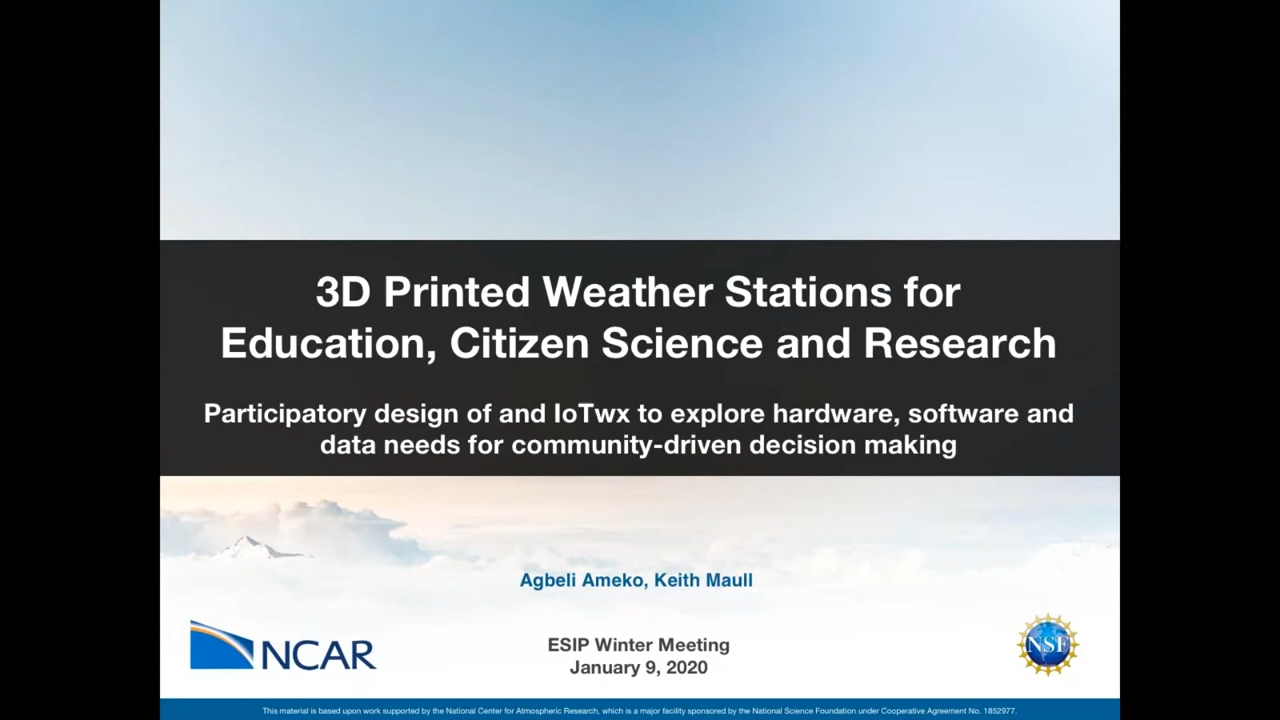 3D Printed Weather Stations for
Education, Citizen Science and Research
Participatory design of and IoTwx to explore hardware, software and
data needs for community-driven decision making
Agbeli Ameko, Keith Maull
NCAR
ESIP Winter Meeting
January 9, 2020
NSF
This material is based upon work supported by the National Center for Atmospheric Research, which is a major facility sponsored by the National Science Foundation under Cooperative Agreement No. 1852977.